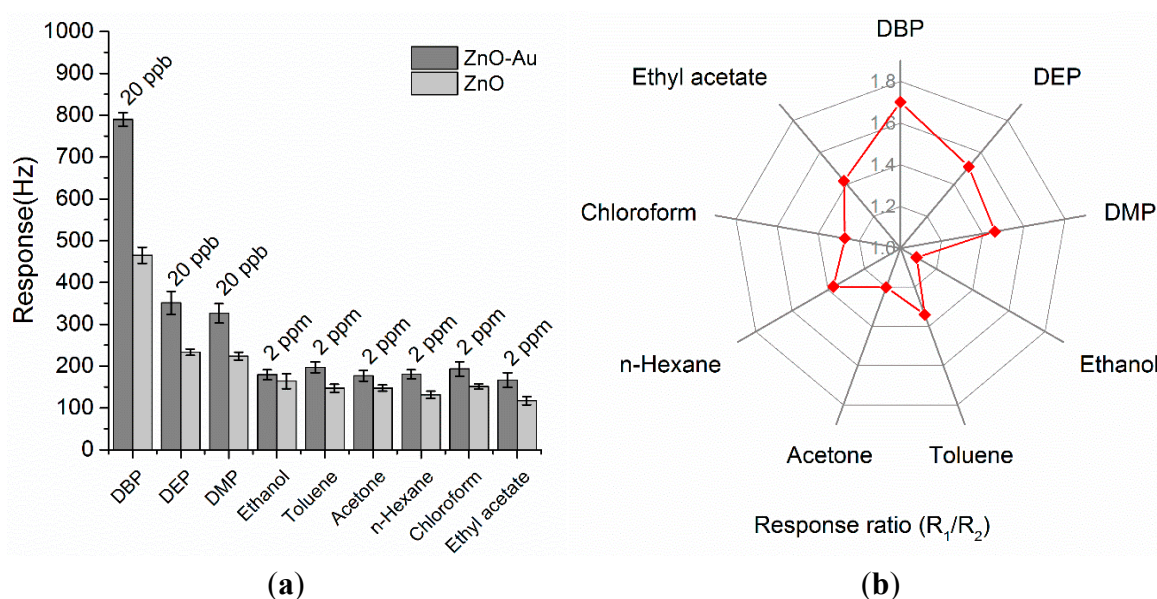 1000
900
800
700
600
500
400
300
200
100
0
Response(Hz)
ZnO-Au
ZnO
20 ppb
20 ppb
20 ppb
2 ppm
2 ppm
2 ppm
2 ppm
2 ppm
2 ppm
DBP
DEP
DMP
Ethanol
Toluene
Acetone
n-Hexane
Chloroform
Ethyl acetate
(a)
DBP
DEP
DMP
Ethanol
Toluene
Acetone
n-Hexane
Chloroform
Ethyl acetate
1.8
1.6
1.4
1.2
1.0
Response ratio (R₁/R₂)
(b)